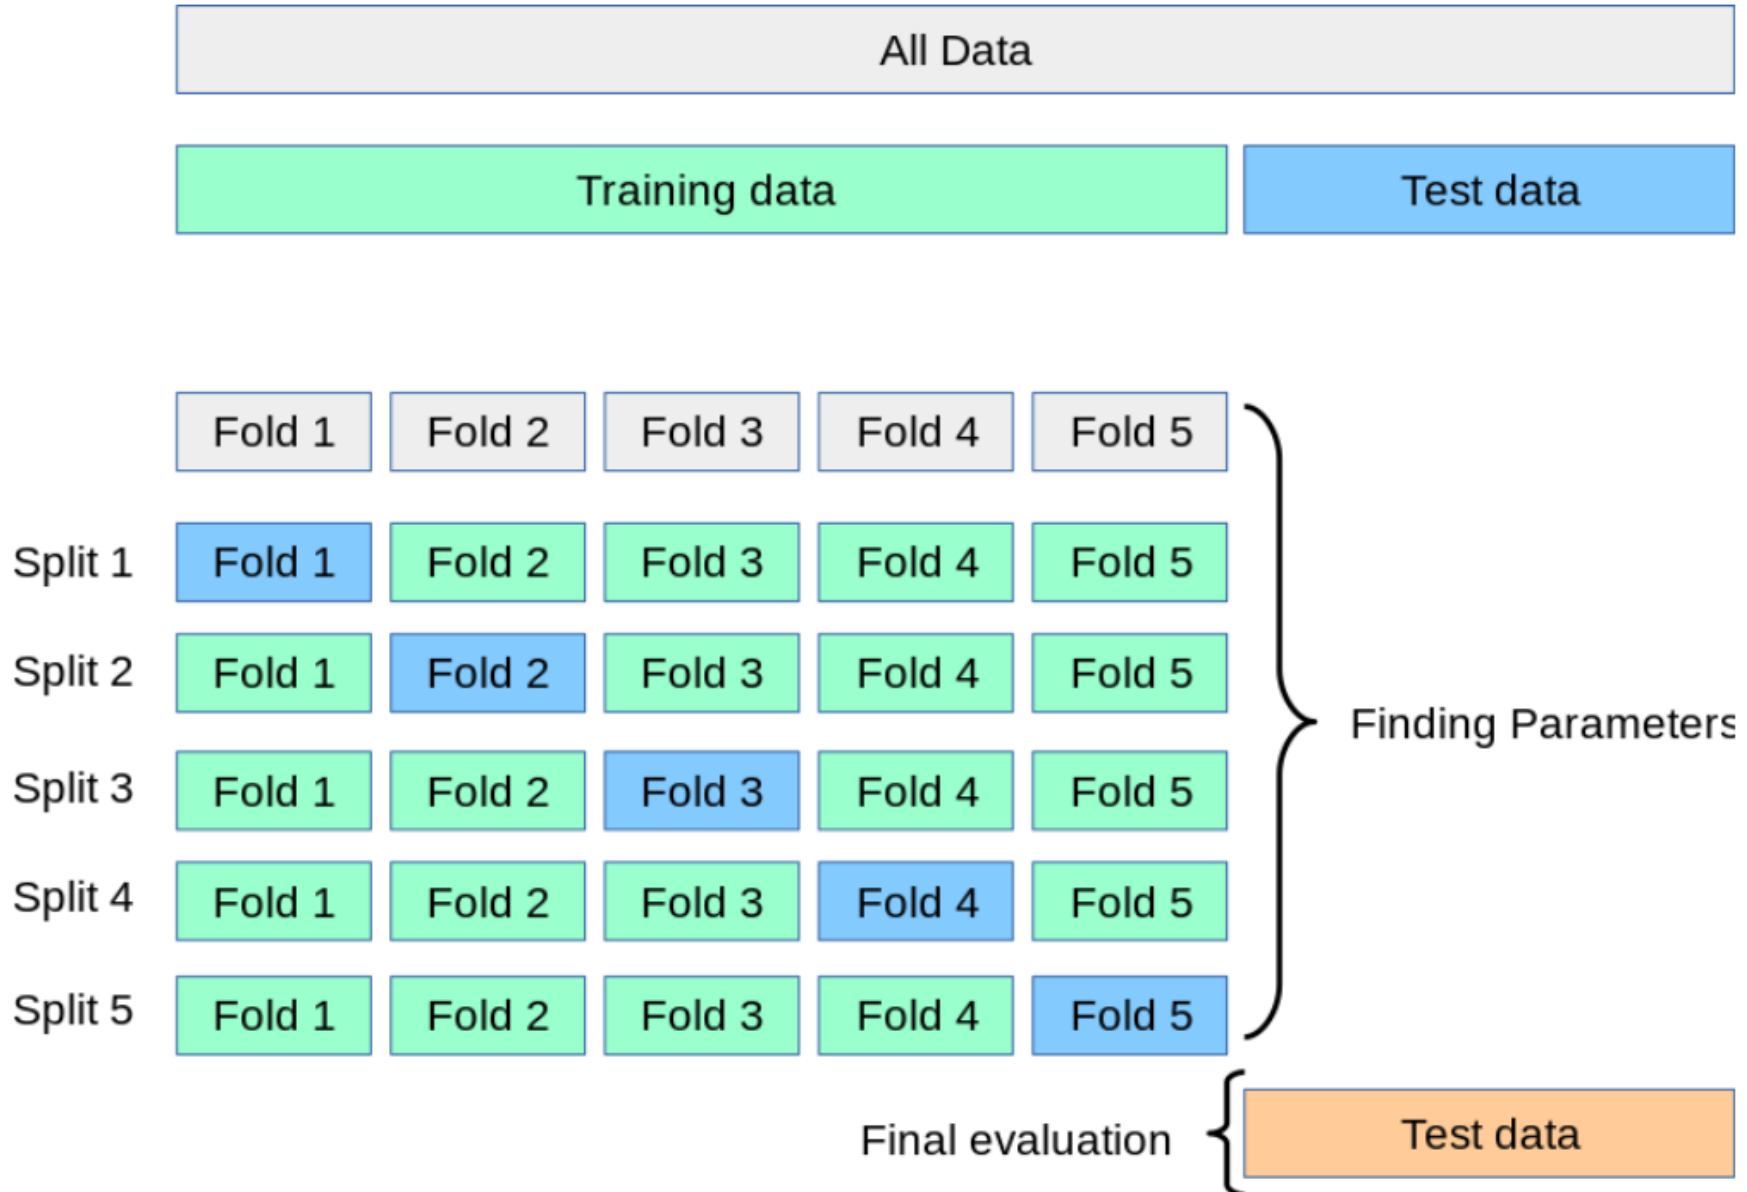 All Data
Training data Test data
Fold 1 Fold 2 Fold 3 Fold 4 Fold 5
Split 1 Fold 1 Fold 2 Fold 3 Fold 4 Fold 5
Split 2 Fold 1 Fold 2 Fold 3 Fold 4 Fold 5
Finding Parameters
Split 3 Fold 1 Fold 2 Fold 3 Fold 4 Fold 5
Split 4 Fold 1 Fold 2 Fold 3 Fold 4 Fold 5
Split 5 Fold 1 Fold 2 Fold 3 Fold 4 Fold 5
Final evaluation Test data